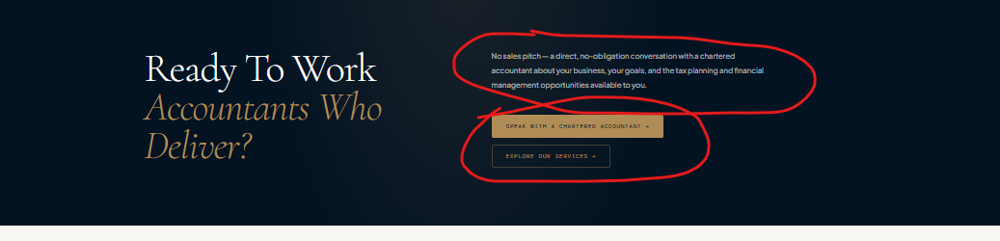 Ready To Work
Accountants Who
Deliver?
No sales pitch — a direct, no-obligation conversation with a chartered
accountant about your business, your goals, and the tax planning and financial
management opportunities available to you.
SPEAK WITH A CHARTERED ACCOUNTANT →
EXPLORE OUR SERVICES →